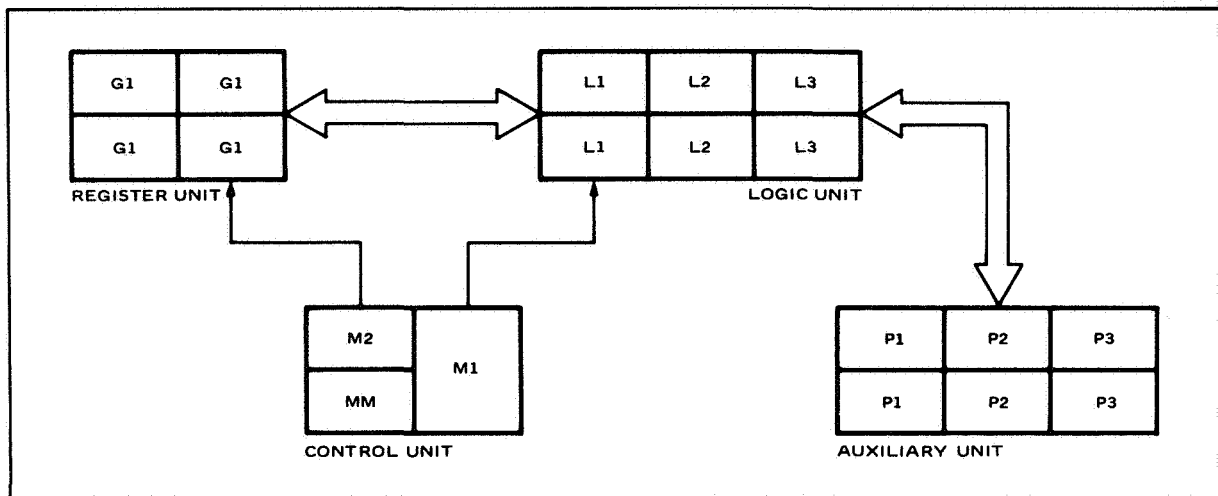 G1 G1 L1 L2 L3
G1 G1 L1 L2 L3
REGISTER UNIT LOGIC UNIT
M2 M1 P1 P2 P3
MM P1 P2 P3
CONTROL UNIT AUXILIARY UNIT